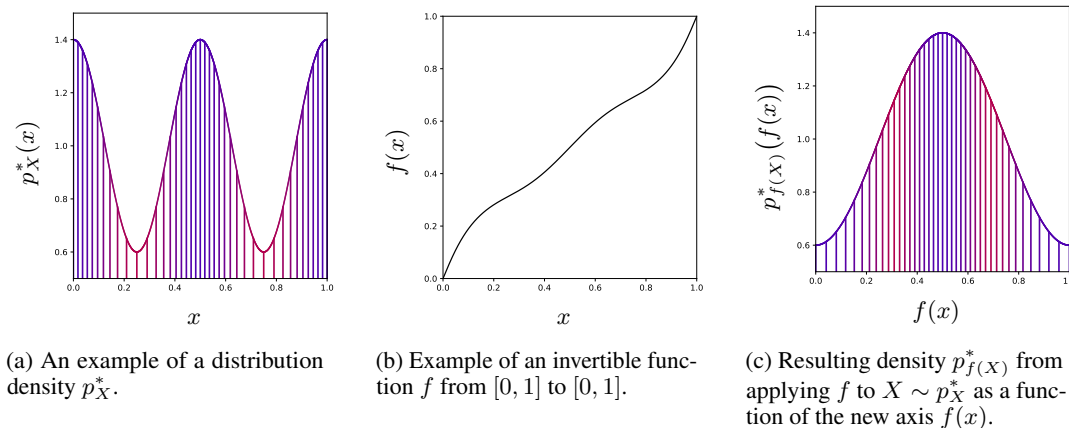 1.4
1.2
1.0
0.8
0.6
0.0
0.2
0.4
0.6
0.8
1.0
p*_X(x)
x
1.0
0.8
0.6
0.4
0.2
0.0
0.0
0.2
0.4
0.6
0.8
1.0
f(x)
x
1.4
1.2
1.0
0.8
0.6
0.0
0.2
0.4
0.6
0.8
p*_{f(X)}(f(x))
f(x)
(a) An example of a distribution
density p*_X.
(b) Example of an invertible func-
tion f from [0, 1] to [0, 1].
(c) Resulting density p*_{f(X)} from
applying f to X ∼ p*_X as a func-
tion of the new axis f(x).